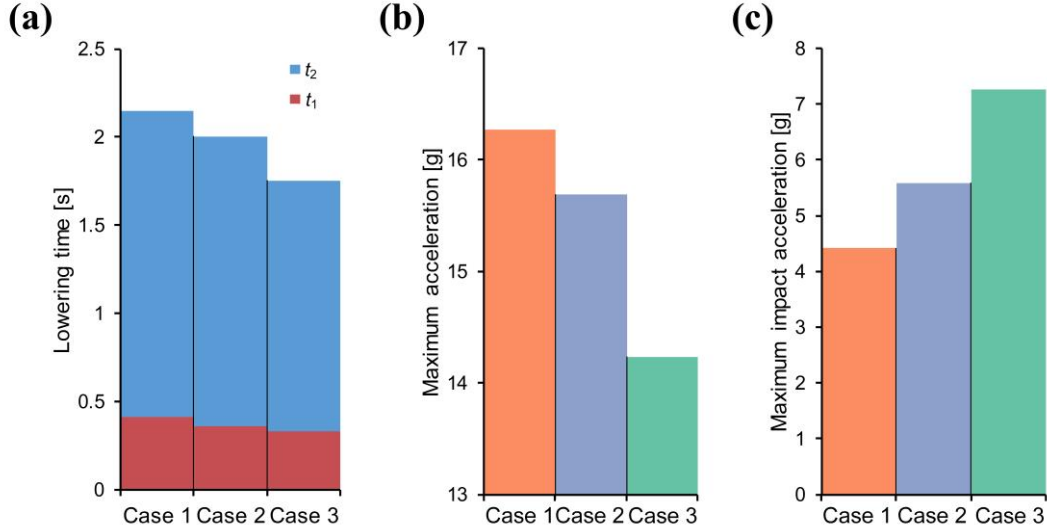 (a)
Lowering time [s]
2.5
2
1.5
1
0.5
0
t₂
t₁
Case 1 Case 2 Case 3
(b)
Maximum acceleration [g]
17
16
15
14
13
Case 1 Case 2 Case 3
(c)
Maximum impact acceleration [g]
8
7
6
5
4
3
2
1
0
Case 1 Case 2 Case 3